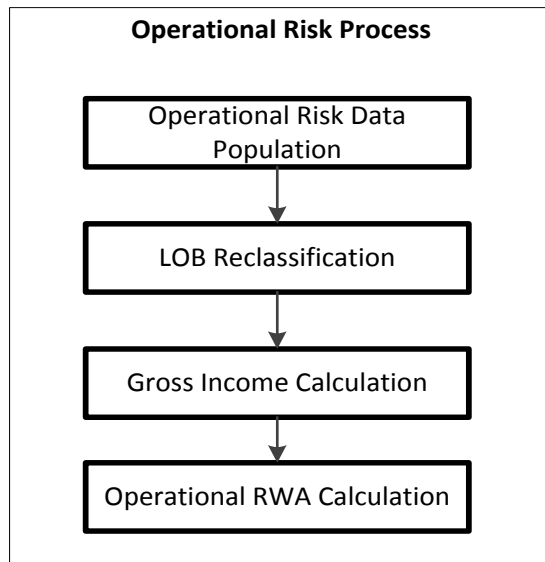 Operational Risk Process
Operational Risk Data
Population
LOB Reclassification
Gross Income Calculation
Operational RWA Calculation